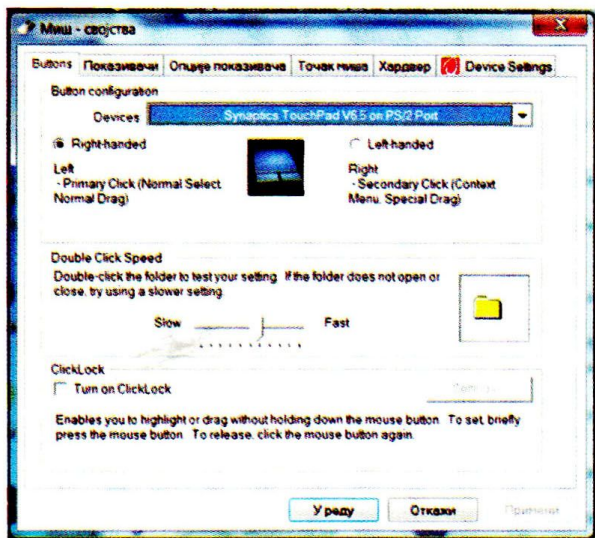 Миш - својства
Buttons Показивачи Опције показивача Точак миша Хардвер Device Settings
Button configuration
Devices Synaptics TouchPad V6.5 on PS/2 Port
Right-handed Left-handed
Left Right
- Primary Click (Normal Select, - Secondary Click (Context
Normal Drag) Menu, Special Drag)
Double Click Speed
Double-click the folder to test your setting. If the folder does not open or
close, try using a slower setting.
Slow Fast
ClickLock
Turn on ClickLock
Enables you to highlight or drag without holding down the mouse button. To set, briefly
press the mouse button. To release, click the mouse button again.
У реду Откажи Примени